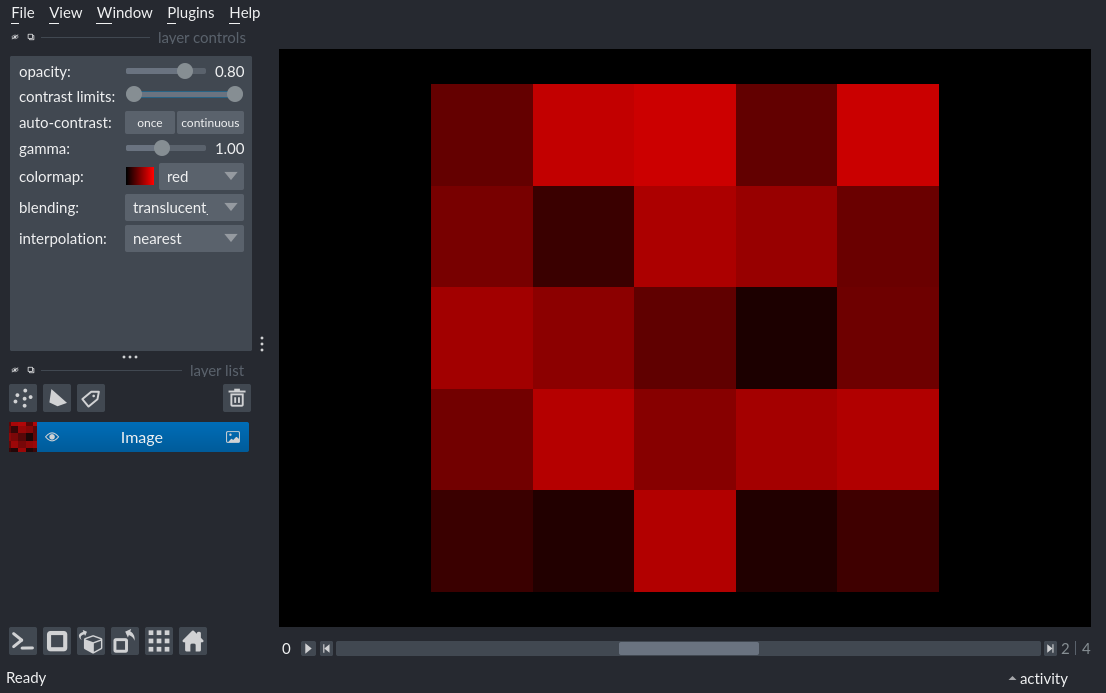 File View Window Plugins Help
layer controls
opacity: 0.80
contrast limits:
auto-contrast: once continuous
gamma: 1.00
colormap: red
blending: translucent
interpolation: nearest
layer list
Image
0 2 | 4
Ready activity